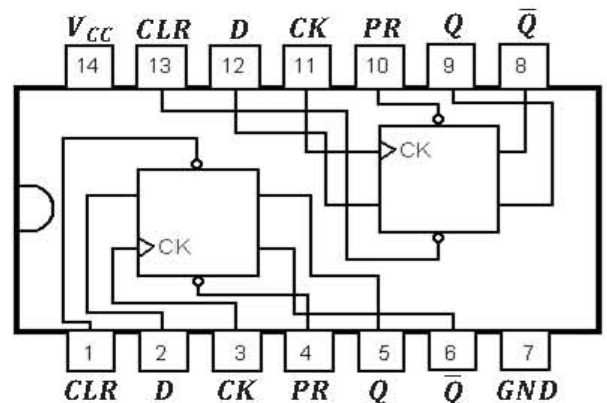 V_CC CLR D CK PR Q Q̅
14 13 12 11 10 9 8
CK
CK
1 2 3 4 5 6 7
CLR D CK PR Q Q̅ GND